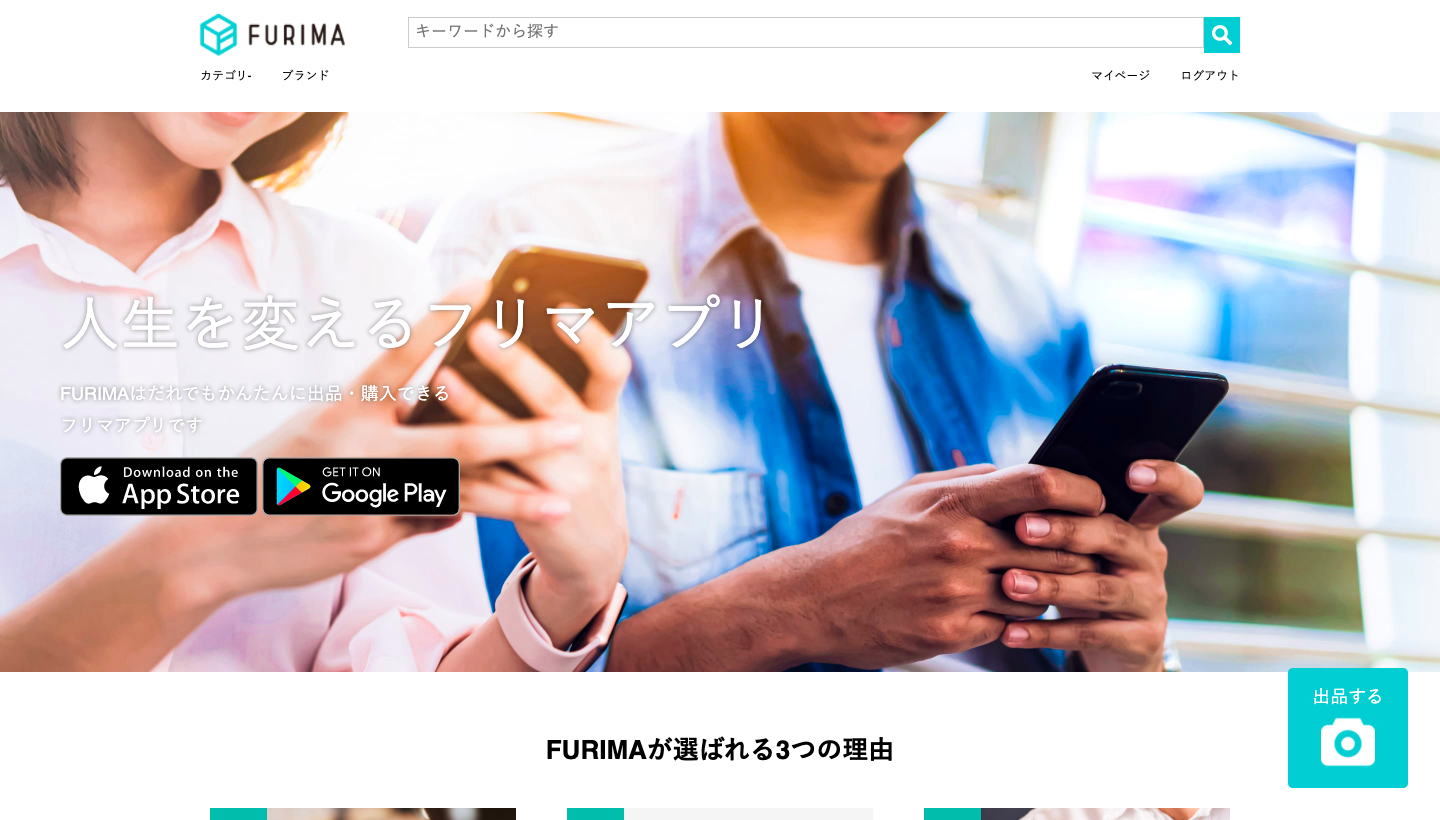 FURIMA
キーワードから探す
カテゴリ-
ブランド
マイページ
ログアウト
人生を変えるフリマアプリ
FURIMAはだれでもかんたんに出品・購入できる
フリマアプリです
Download on the
App Store
GET IT ON
Google Play
出品する
FURIMAが選ばれる3つの理由